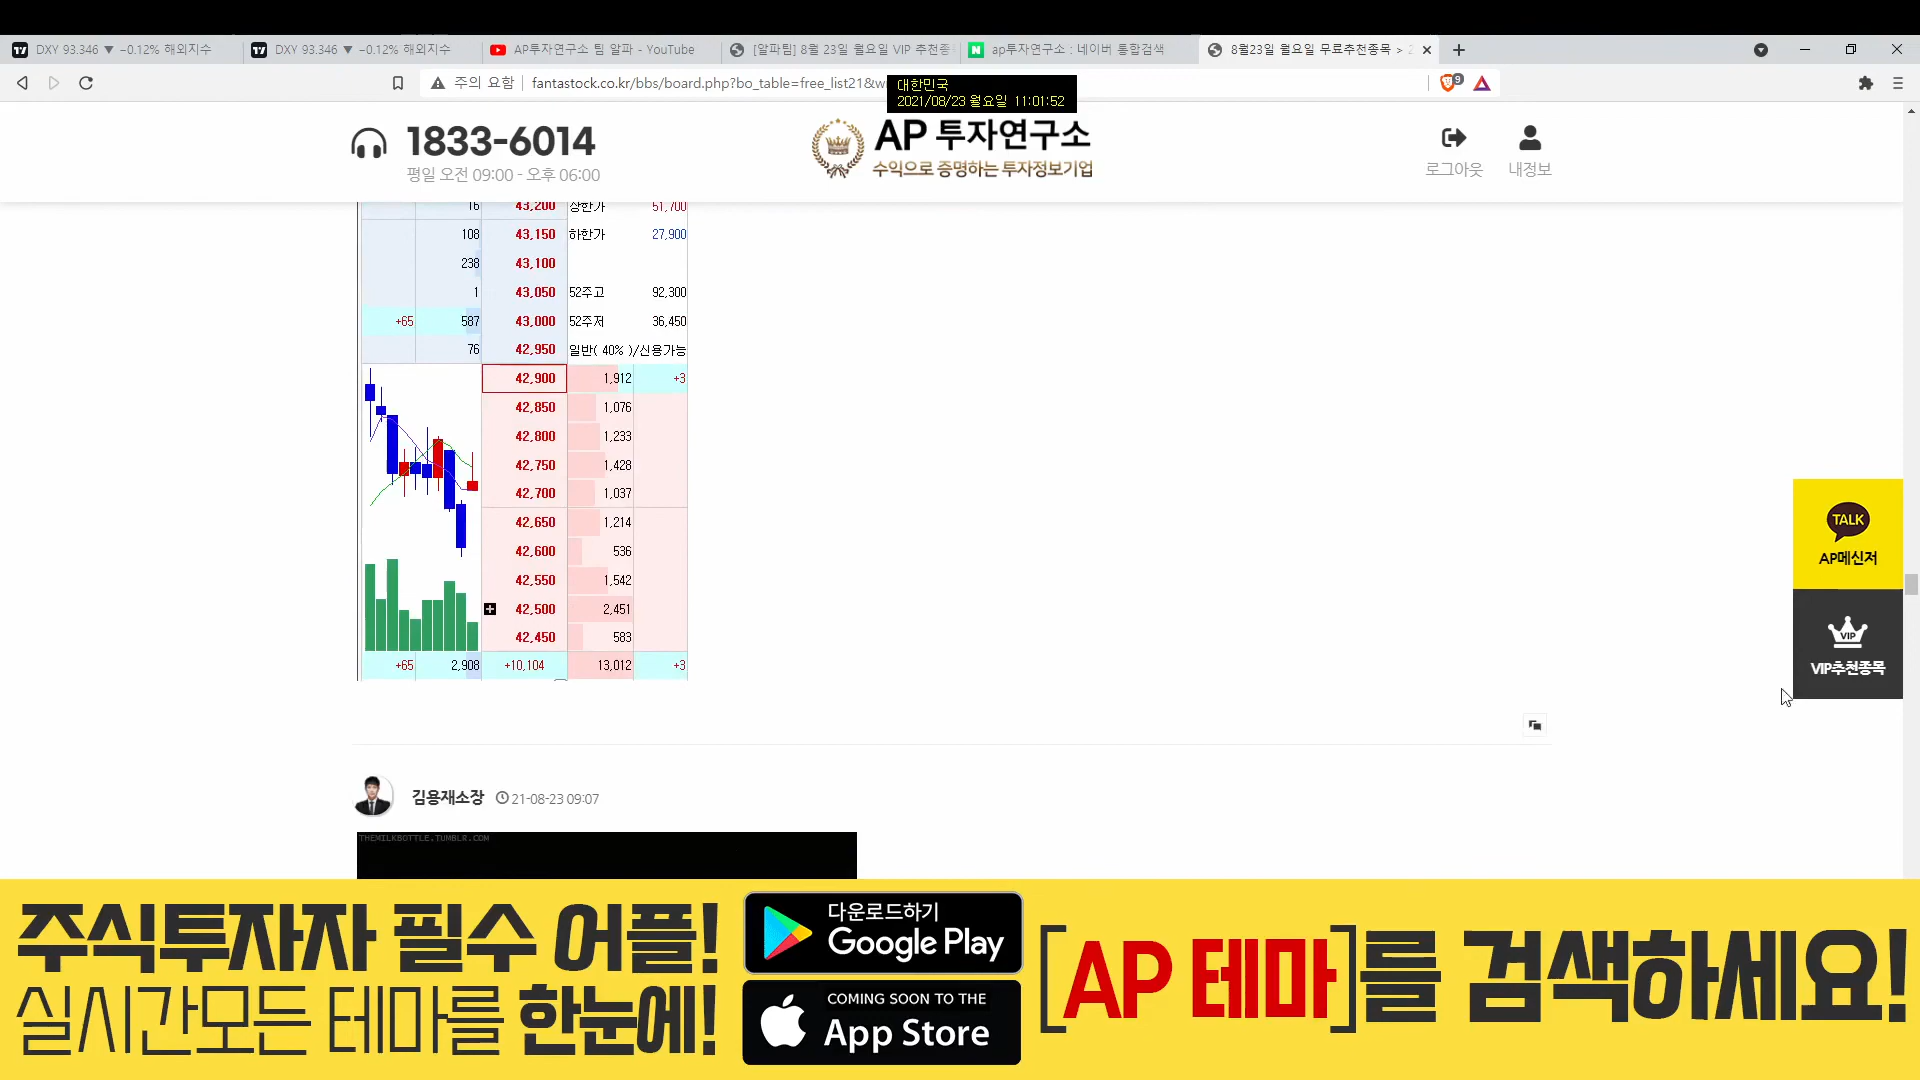 DXY 93.346 ▼ −0.12% 해외지수
DXY 93.346 ▼ −0.12% 해외지수
AP투자연구소 팀 알파 - YouTube
[알파팀] 8월 23일 월요일 VIP 추천종
ap투자연구소 : 네이버 통합검색
8월23일 월요일 무료추천종목 >
주의 요함
fantastock.co.kr/bbs/board.php?bo_table=free_list21&w
9
대한민국
2021/08/23 월요일 11:01:52
1833-6014
평일 오전 09:00 - 오후 06:00
AP 투자연구소
수익으로 증명하는 투자정보기업
로그아웃
내정보
16 43,200 상한가 51,700
108 43,150 하한가 27,900
238 43,100
1 43,050 52주고 92,300
+65 587 43,000 52주저 36,450
76 42,950 일반( 40% )/신용가능
42,900 1,912 +3
42,850 1,076
42,800 1,233
42,750 1,428
42,700 1,037
42,650 1,214
42,600 536
42,550 1,542
42,500 2,451
42,450 583
+65 2,908 +10,104 13,012 +3
TALK
AP메신저
VIP
VIP추천종목
김용재소장 21-08-23 09:07
THEMILKBOTTLE.TUMBLR.COM
주식투자자 필수 어플!
실시간모든 테마를 한눈에!
다운로드하기
Google Play
COMING SOON TO THE
App Store
[AP 테마]를 검색하세요!